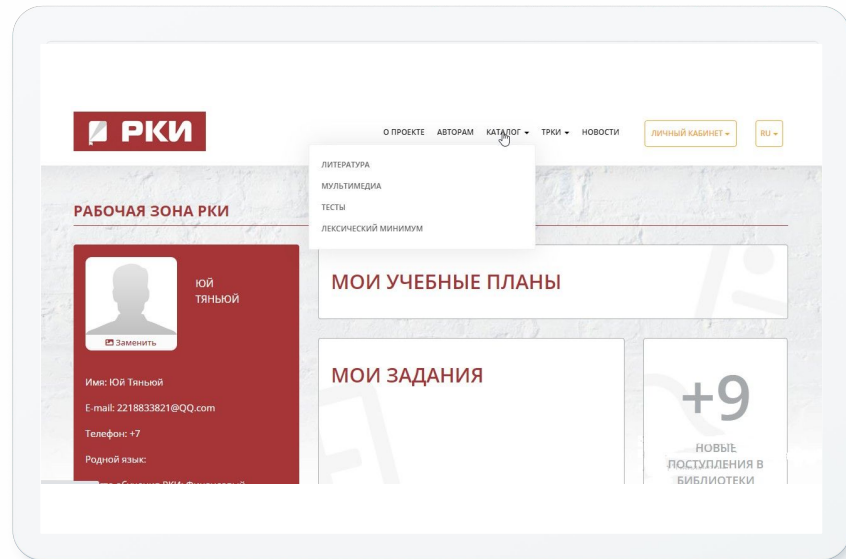 РКИ
О ПРОЕКТЕ АВТОРАМ КАТАЛОГ ТРКИ НОВОСТИ ЛИЧНЫЙ КАБИНЕТ RU
ЛИТЕРАТУРА
МУЛЬТИМЕДИА
ТЕСТЫ
ЛЕКСИЧЕСКИЙ МИНИМУМ
РАБОЧАЯ ЗОНА РКИ
ЮЙ
ТЯНЬЮЙ
Заменить
Имя: Юй Тяньюй
E-mail: 2218833821@QQ.com
Телефон: +7
Родной язык:
МОИ УЧЕБНЫЕ ПЛАНЫ
МОИ ЗАДАНИЯ
+9
НОВЫЕ
ПОСТУПЛЕНИЯ В
БИБЛИОТЕКИ